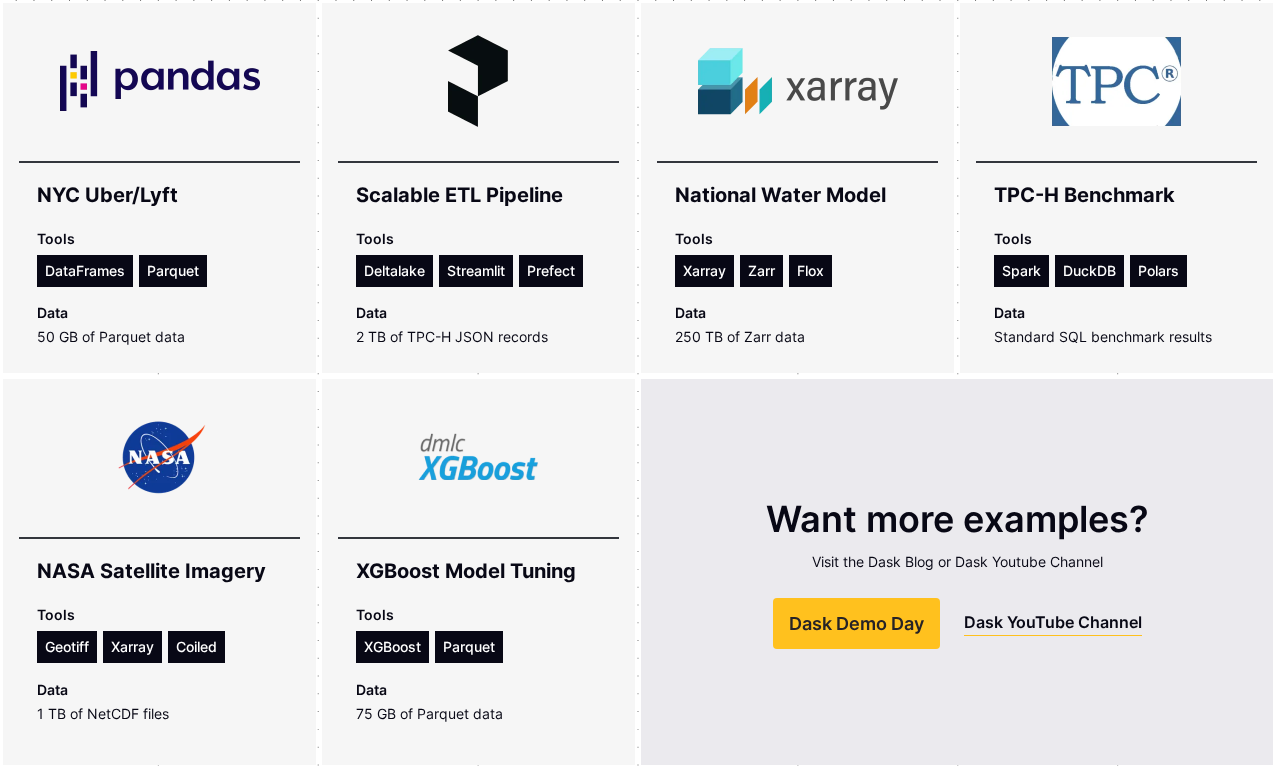 pandas
NYC Uber/Lyft
Tools
DataFrames Parquet
Data
50 GB of Parquet data
Scalable ETL Pipeline
Tools
Deltalake Streamlit Prefect
Data
2 TB of TPC-H JSON records
xarray
National Water Model
Tools
Xarray Zarr Flox
Data
250 TB of Zarr data
TPC®
TPC-H Benchmark
Tools
Spark DuckDB Polars
Data
Standard SQL benchmark results
NASA
NASA Satellite Imagery
Tools
Geotiff Xarray Coiled
Data
1 TB of NetCDF files
dmlc
XGBoost
XGBoost Model Tuning
Tools
XGBoost Parquet
Data
75 GB of Parquet data
Want more examples?
Visit the Dask Blog or Dask Youtube Channel
Dask Demo Day Dask YouTube Channel